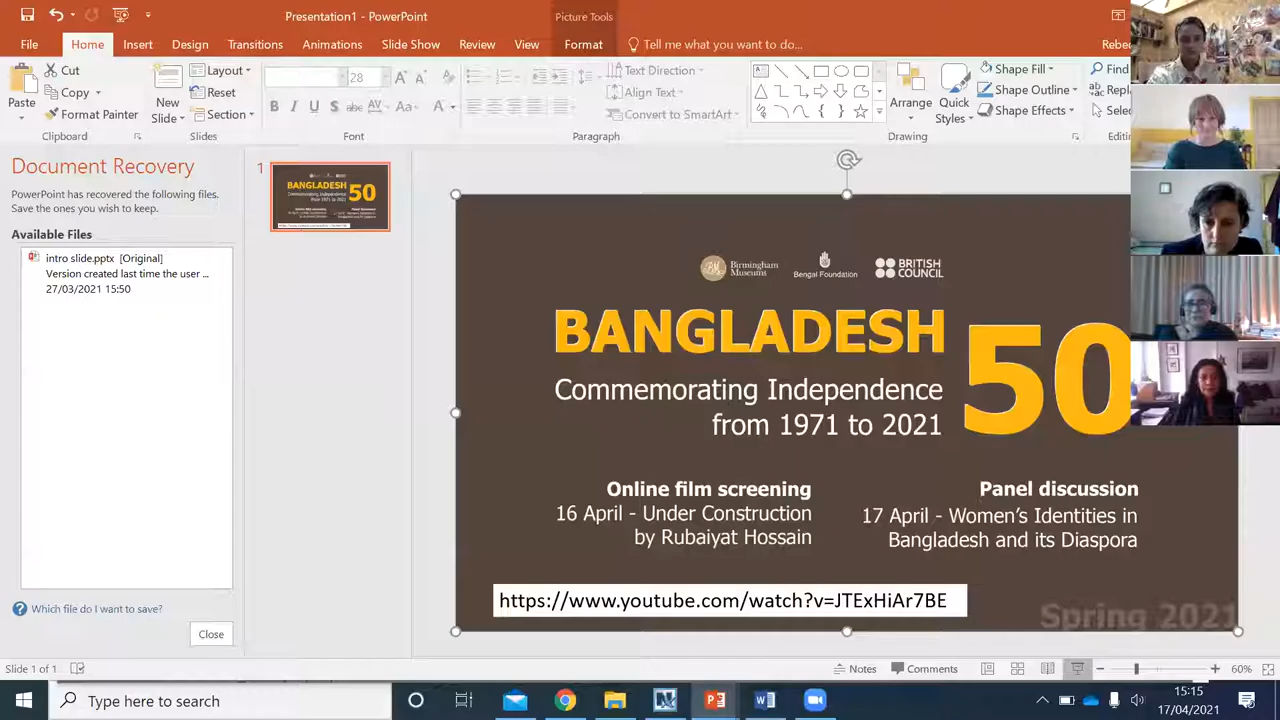 Presentation1 - PowerPoint
Picture Tools
File Home Insert Design Transitions Animations Slide Show Review View Format Tell me what you want to do...
Paste
Cut
Copy
Format Painter
Clipboard
New
Slide
Layout
Reset
Section
Slides
28
Font
Text Direction
Align Text
Convert to SmartArt
Paragraph
Arrange
Quick
Styles
Shape Fill
Shape Outline
Shape Effects
Drawing
Find
Document Recovery
PowerPoint has recovered the following files.
Save the ones you wish to keep.
Available Files
intro slide.pptx [Original]
Version created last time the user ...
27/03/2021 15:50
Which file do I want to save?
Close
1
Birmingham
Museums
Bengal Foundation
BRITISH
COUNCIL
BANGLADESH 50
Commemorating Independence
from 1971 to 2021
Online film screening
16 April - Under Construction
by Rubaiyat Hossain
Panel discussion
17 April - Women's Identities in
Bangladesh and its Diaspora
https://www.youtube.com/watch?v=JTExHiAr7BE
Spring 2021
Slide 1 of 1
Notes
Comments
60%
Type here to search
15:15
17/04/2021